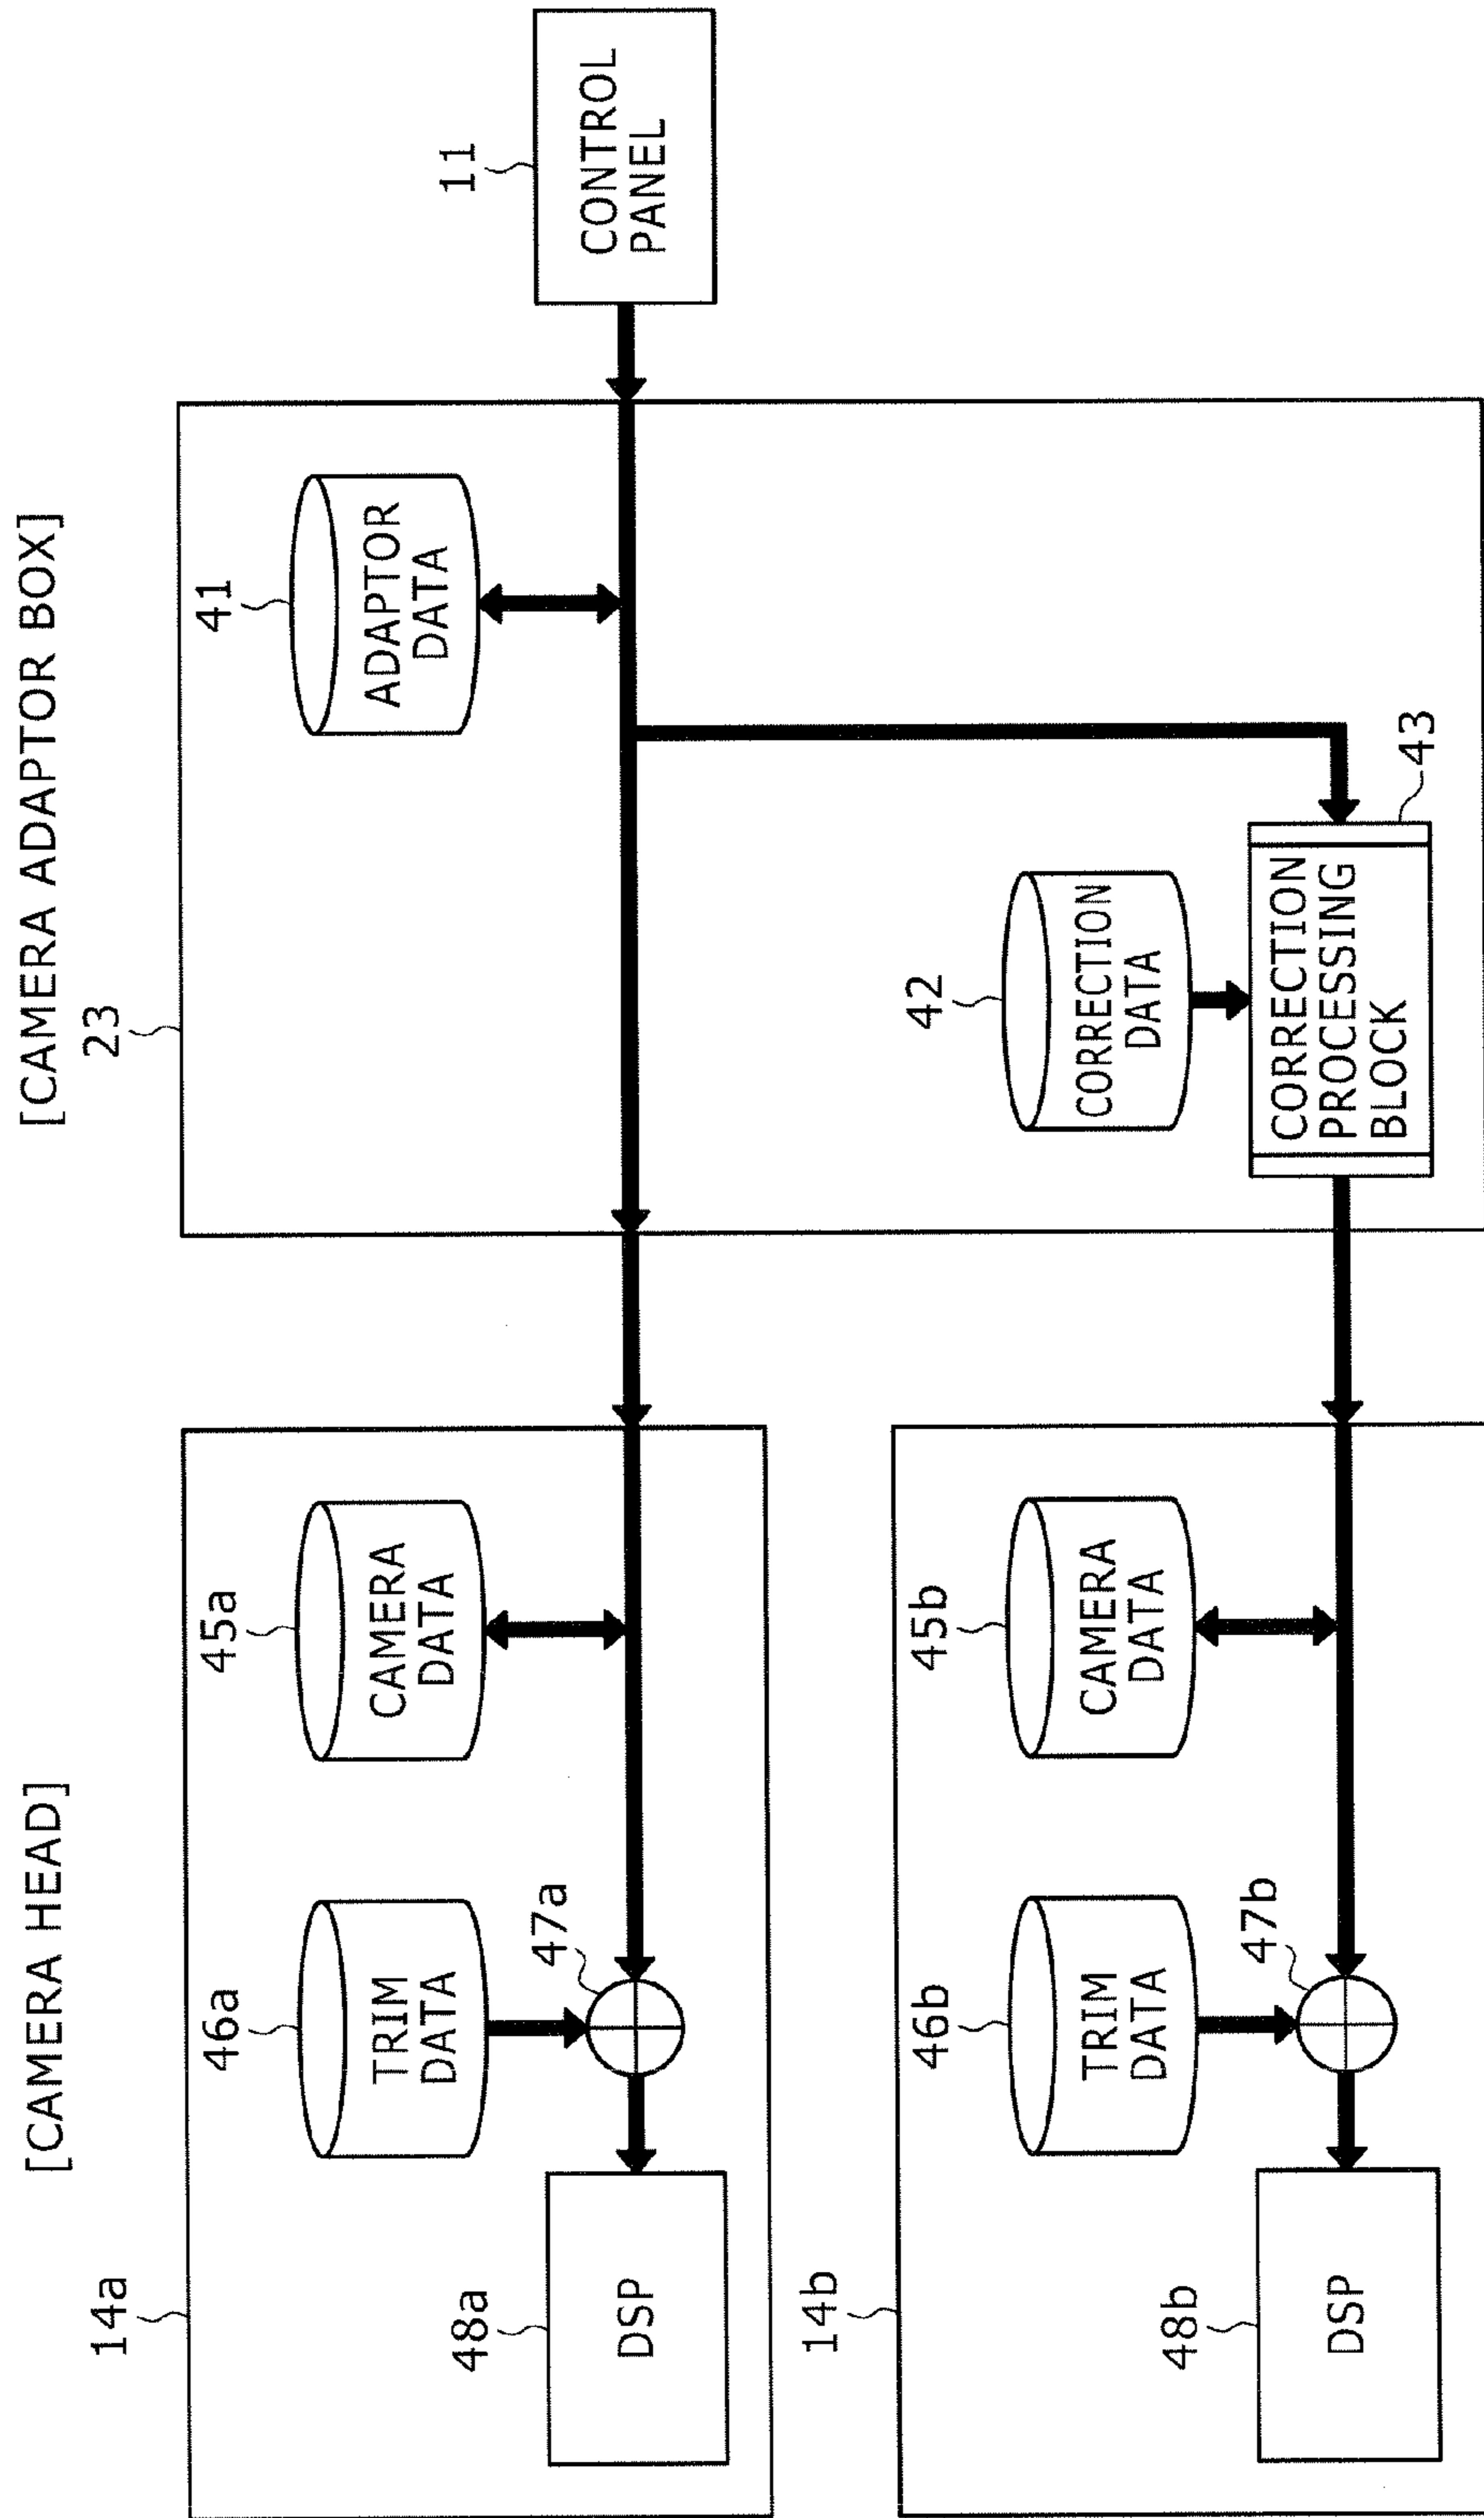 [CAMERA HEAD]
[CAMERA ADAPTOR BOX]
14a
46a
TRIM
DATA
45a
CAMERA
DATA
47a
48a
DSP
23
41
ADAPTOR
DATA
11
CONTROL
PANEL
14b
46b
TRIM
DATA
45b
CAMERA
DATA
47b
48b
DSP
42
CORRECTION
DATA
43
CORRECTION
PROCESSING
BLOCK